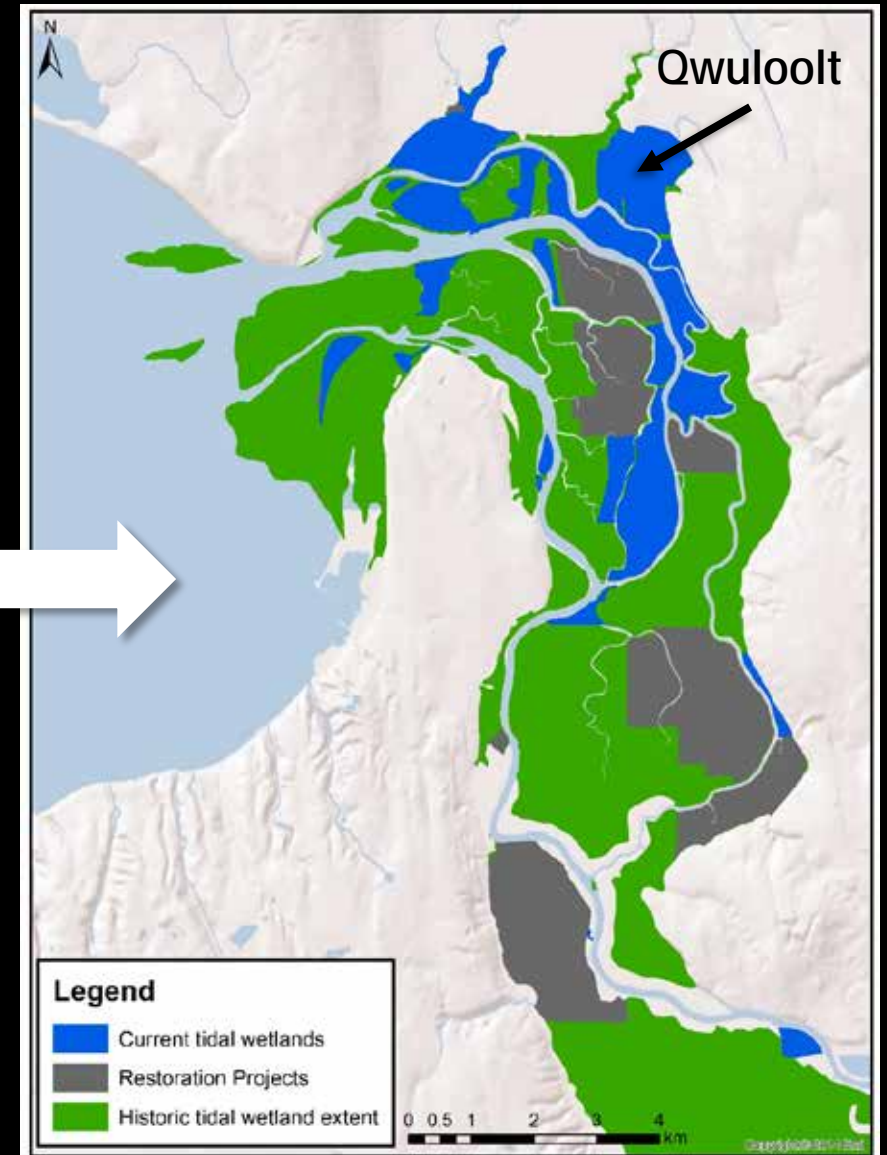 N
Qwuloolt
Legend
Current tidal wetlands
Restoration Projects
Historic tidal wetland extent
0 0.5 1 2 3 4
km